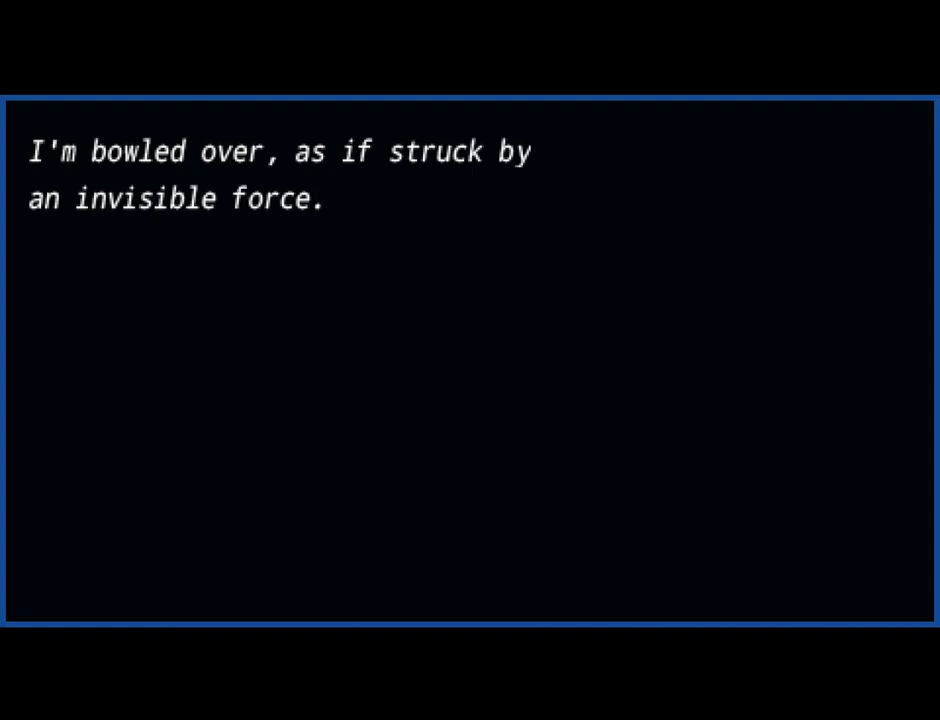 I'm bowled over, as if struck by
an invisible force.